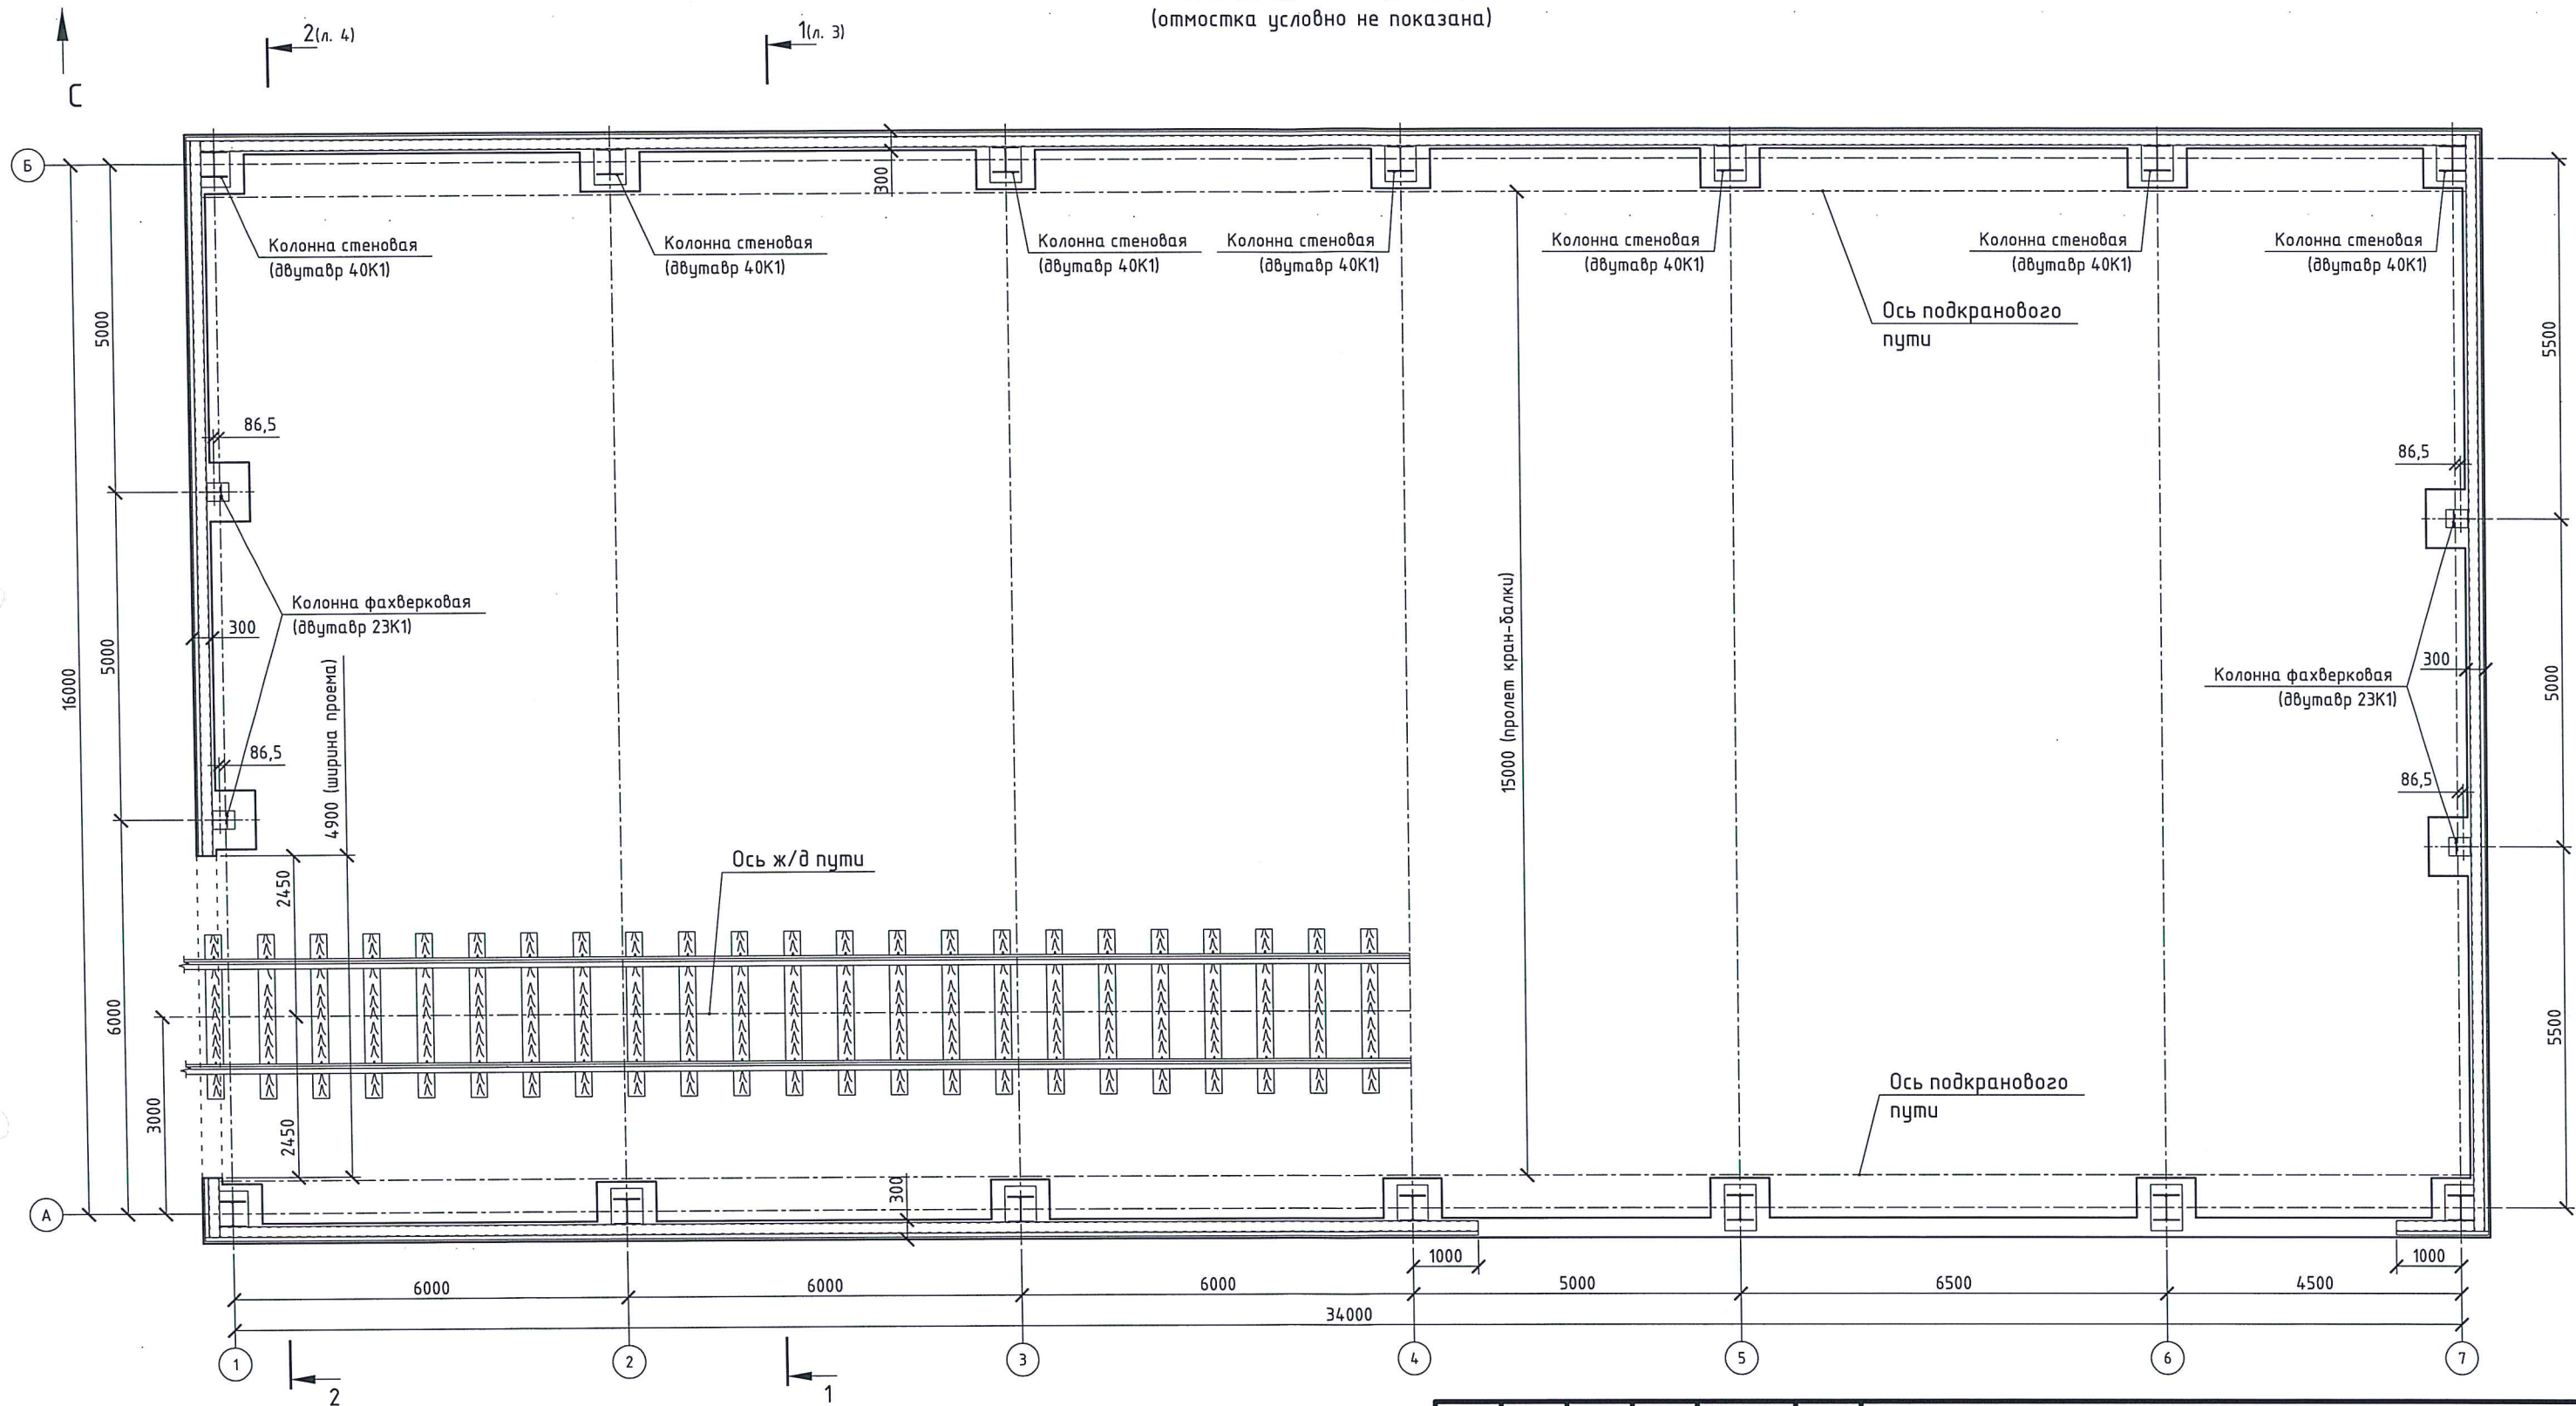 (отмостка условно не показана)
2(л. 4)
1(л. 3)
С
Б
300
Колонна стеновая
(двутавр 40К1)
Колонна стеновая
(двутавр 40К1)
Колонна стеновая
(двутавр 40К1)
Колонна стеновая
(двутавр 40К1)
Колонна стеновая
(двутавр 40К1)
Колонна стеновая
(двутавр 40К1)
Колонна стеновая
(двутавр 40К1)
Ось подкранового
пути
5000
5500
86,5
86,5
Колонна фахверковая
(двутавр 23К1)
300
5000
16000
4900 (ширина проема)
15000 (пролет кран-балки)
300
Колонна фахверковая
(двутавр 23К1)
5000
86,5
86,5
Ось ж/д пути
2450
6000
3000
2450
5500
Ось подкранового
пути
300
А
1000
1000
6000
6000
6000
5000
6500
4500
34000
1
2
3
4
5
6
7
2
1